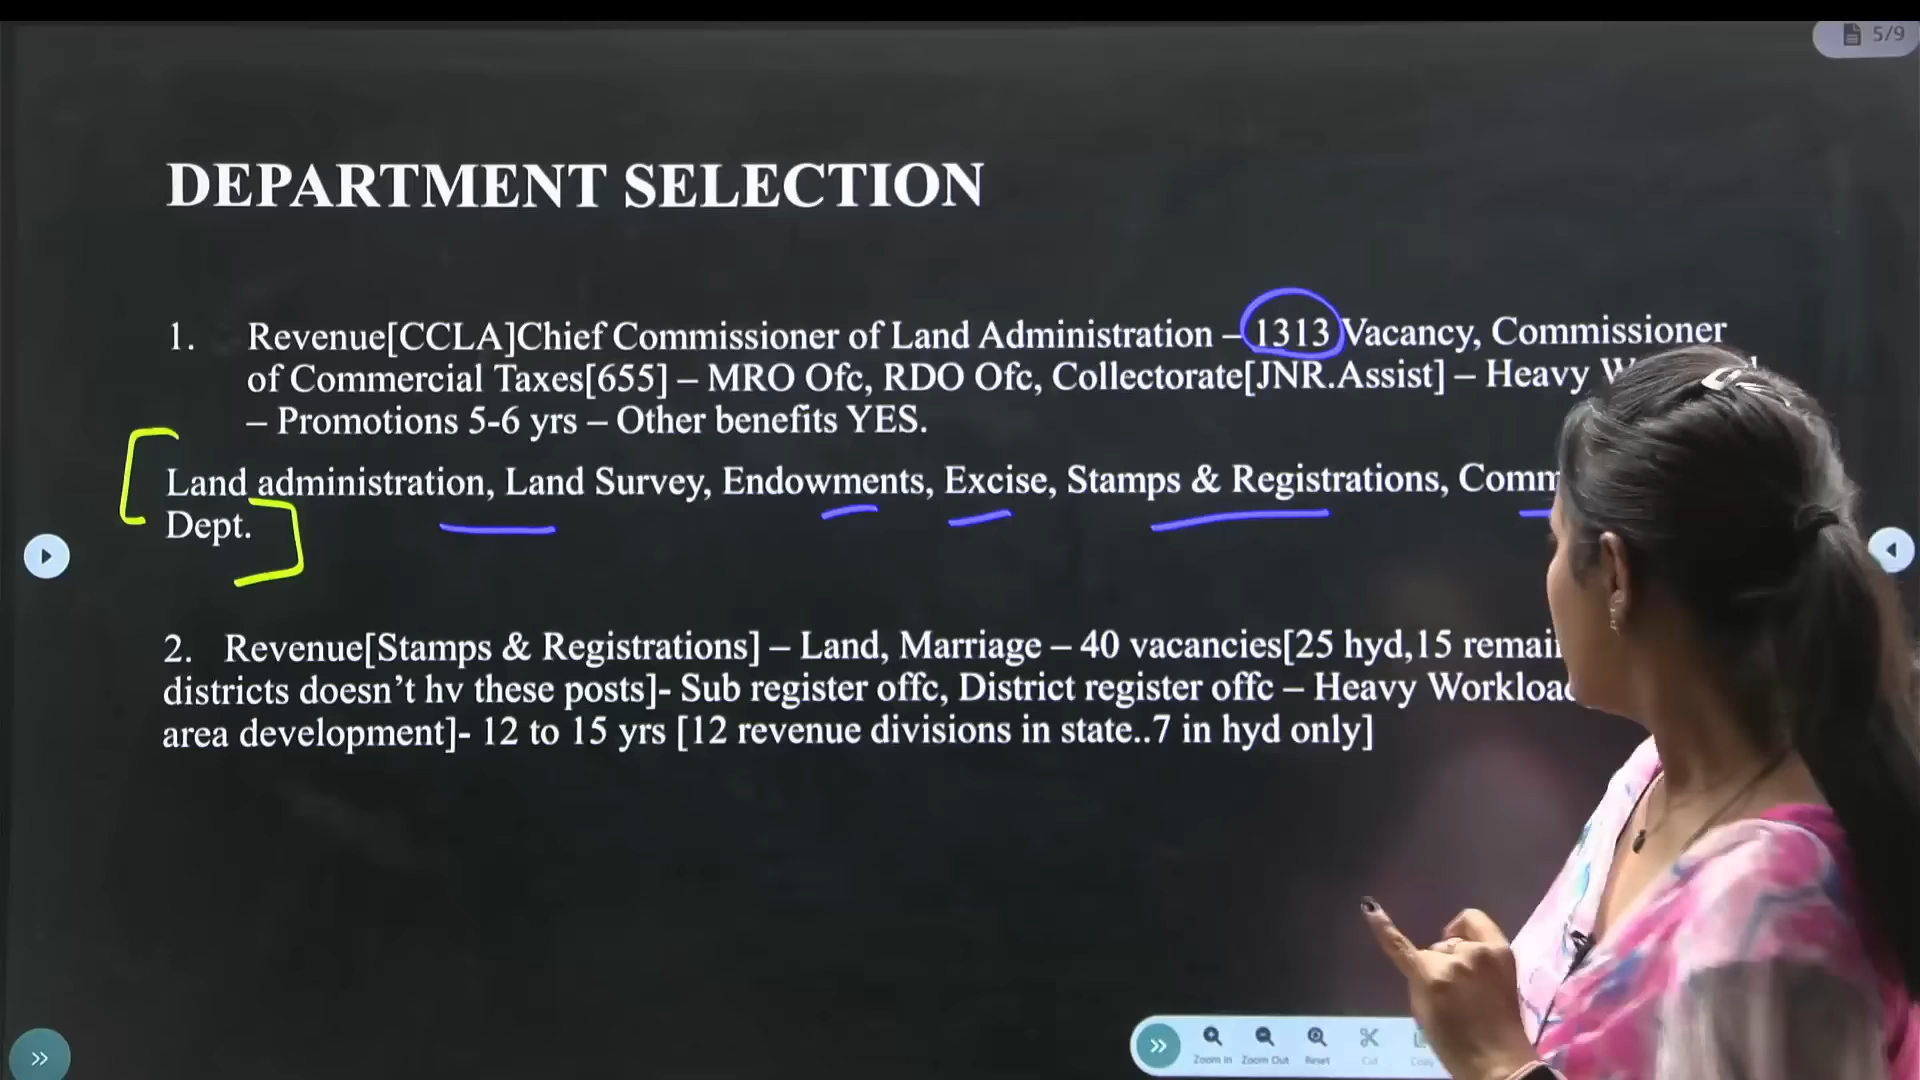 5/9
DEPARTMENT SELECTION
1. Revenue[CCLA]Chief Commissioner of Land Administration – 1313 Vacancy, Commissioner
of Commercial Taxes[655] – MRO Ofc, RDO Ofc, Collectorate[JNR.Assist] – Heavy
– Promotions 5-6 yrs – Other benefits YES.
Land administration, Land Survey, Endowments, Excise, Stamps & Registrations,
Dept.
2. Revenue[Stamps & Registrations] – Land, Marriage – 40 vacancies[25 hyd,15
districts doesn't hv these posts]- Sub register offc, District register offc – Heavy
area development]- 12 to 15 yrs [12 revenue divisions in state..7 in hyd only]
Zoom In Zoom Out Reset Cut